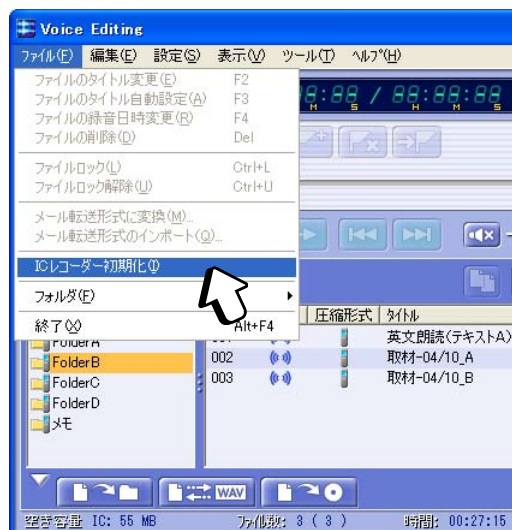 Voice Editing
ファイル(F) 編集(E) 設定(S) 表示(V) ツール(T) ヘルプ(H)
ファイルのタイトル変更(E) F2
ファイルのタイトル自動設定(A) F3
ファイルの録音日時変更(R) F4
ファイルの削除(D) Del
88:88 / 88:88:88
M S H M S
ファイルロック(L) Ctrl+L
ファイルロック解除(U) Ctrl+U
メール転送形式に変換(M)...
メール転送形式のインポート(O)...
ICレコーダー初期化(I)
フォルダ(F)
終了(X) Alt+F4
圧縮形式 タイトル
FolderA 001 英文朗読(テキストA)
FolderB 002 取材-04/10_A
FolderC 003 取材-04/10_B
FolderD
メモ
WAV
空き容量 IC: 55 MB ファイル数: 3 ( 3 ) 時間: 00:27:15